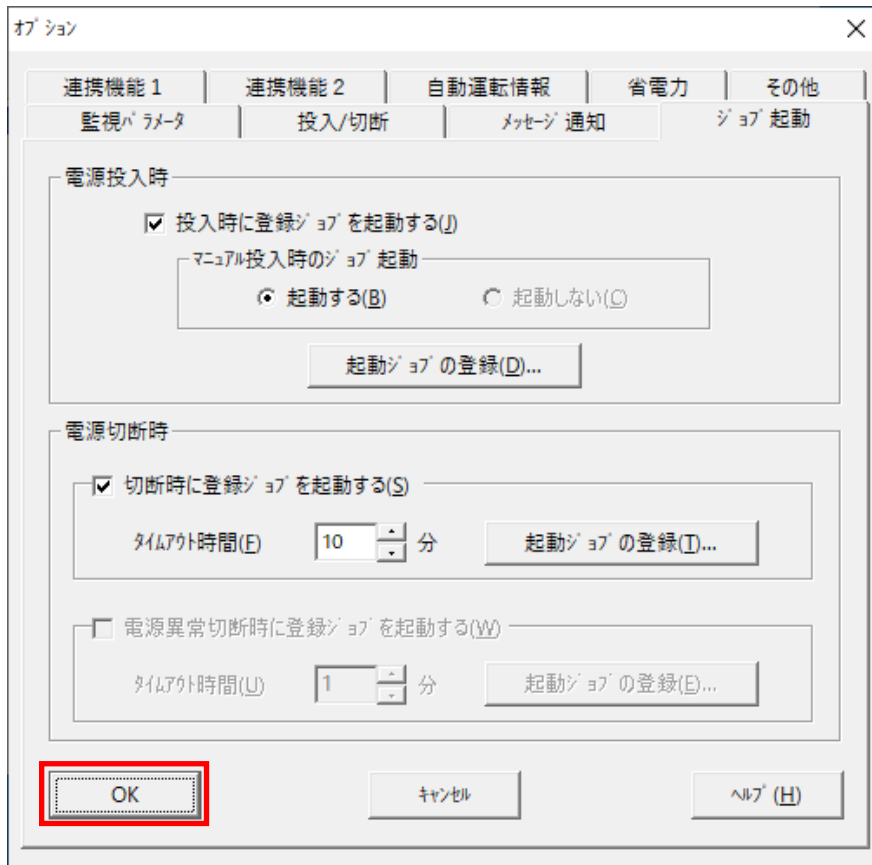 ｵﾌﾟｼｮﾝ
連携機能１ 連携機能２ 自動運転情報 省電力 その他
監視ﾊﾟﾗﾒｰﾀ 投入/切断 ﾒｯｾｰｼﾞ通知 ｼﾞｮﾌﾞ起動
電源投入時
投入時に登録ｼﾞｮﾌﾞを起動する(J)
ﾏﾆｭｱﾙ投入時のｼﾞｮﾌﾞ起動
起動する(B) 起動しない(C)
起動ｼﾞｮﾌﾞの登録(D)...
電源切断時
切断時に登録ｼﾞｮﾌﾞを起動する(S)
ﾀｲﾑｱｳﾄ時間(F) 10 分 起動ｼﾞｮﾌﾞの登録(T)...
電源異常切断時に登録ｼﾞｮﾌﾞを起動する(W)
ﾀｲﾑｱｳﾄ時間(U) 1 分 起動ｼﾞｮﾌﾞの登録(E)...
OK ｷｬﾝｾﾙ ﾍﾙﾌﾟ(H)